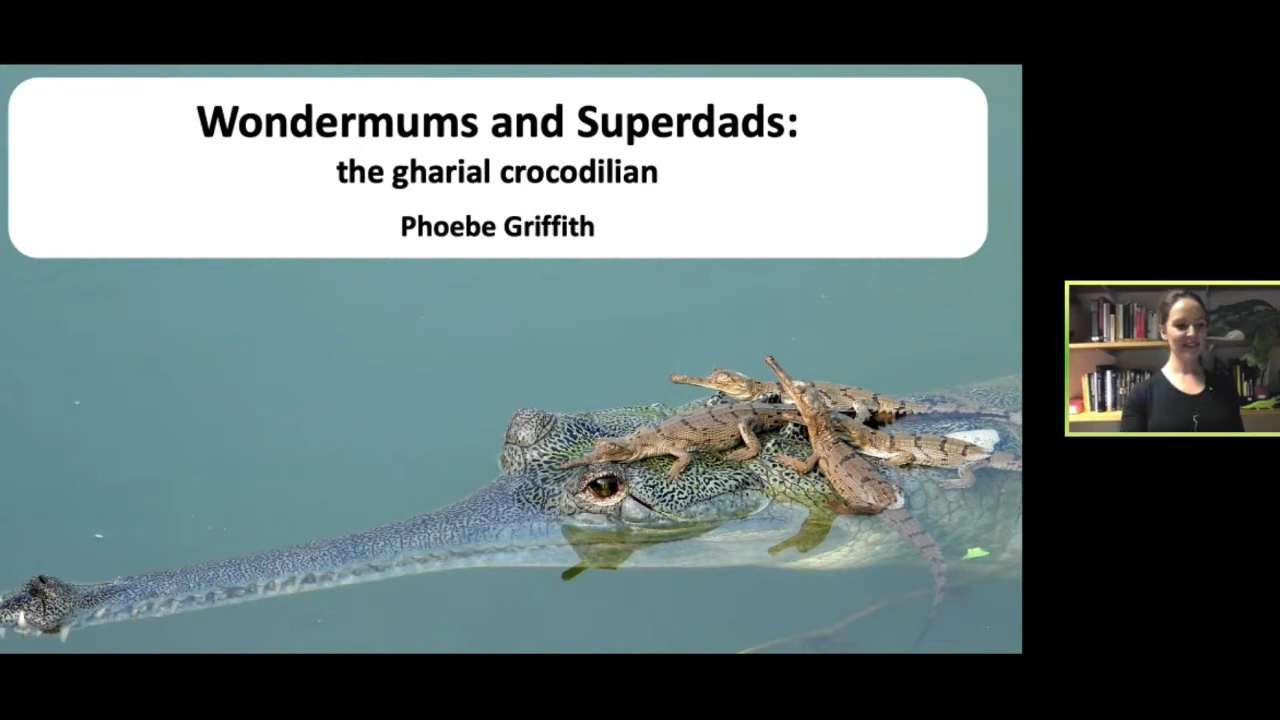 Wondermums and Superdads:
the gharial crocodilian
Phoebe Griffith